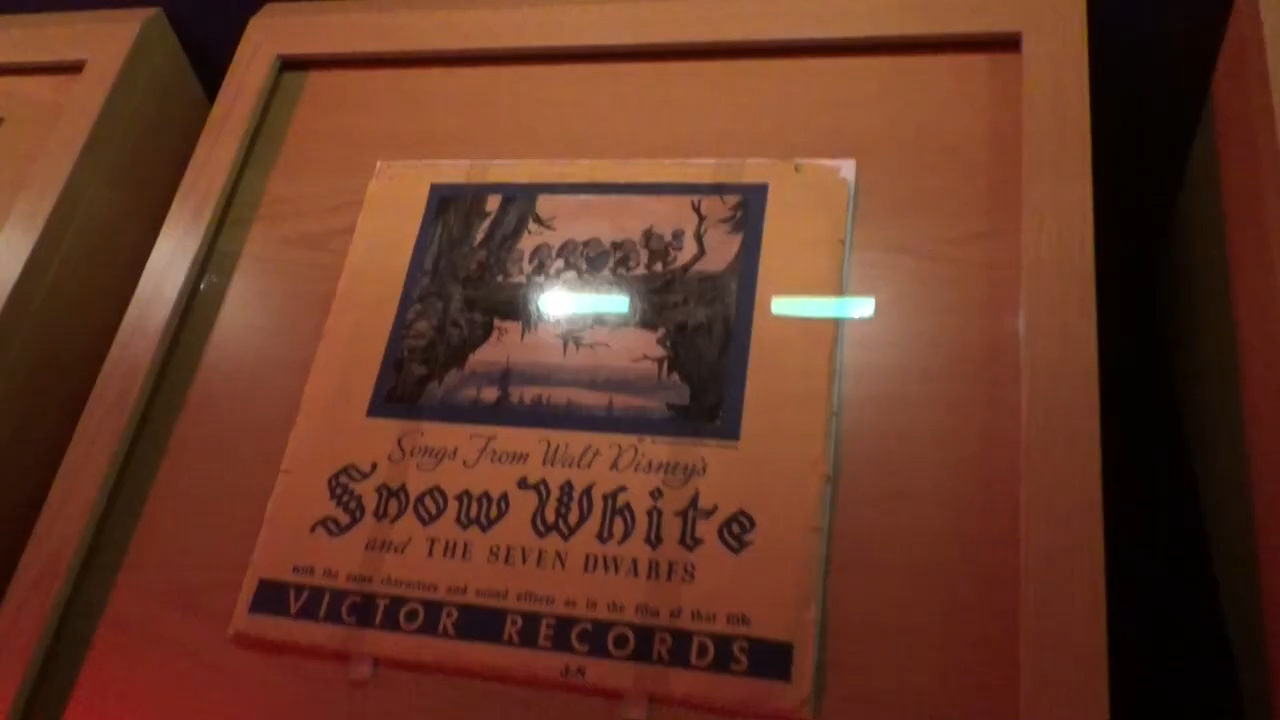 Songs From Walt Disney's
Snow White
and THE SEVEN DWARFS
with the same characters and sound effects as in the film of that title
VICTOR RECORDS
J-8